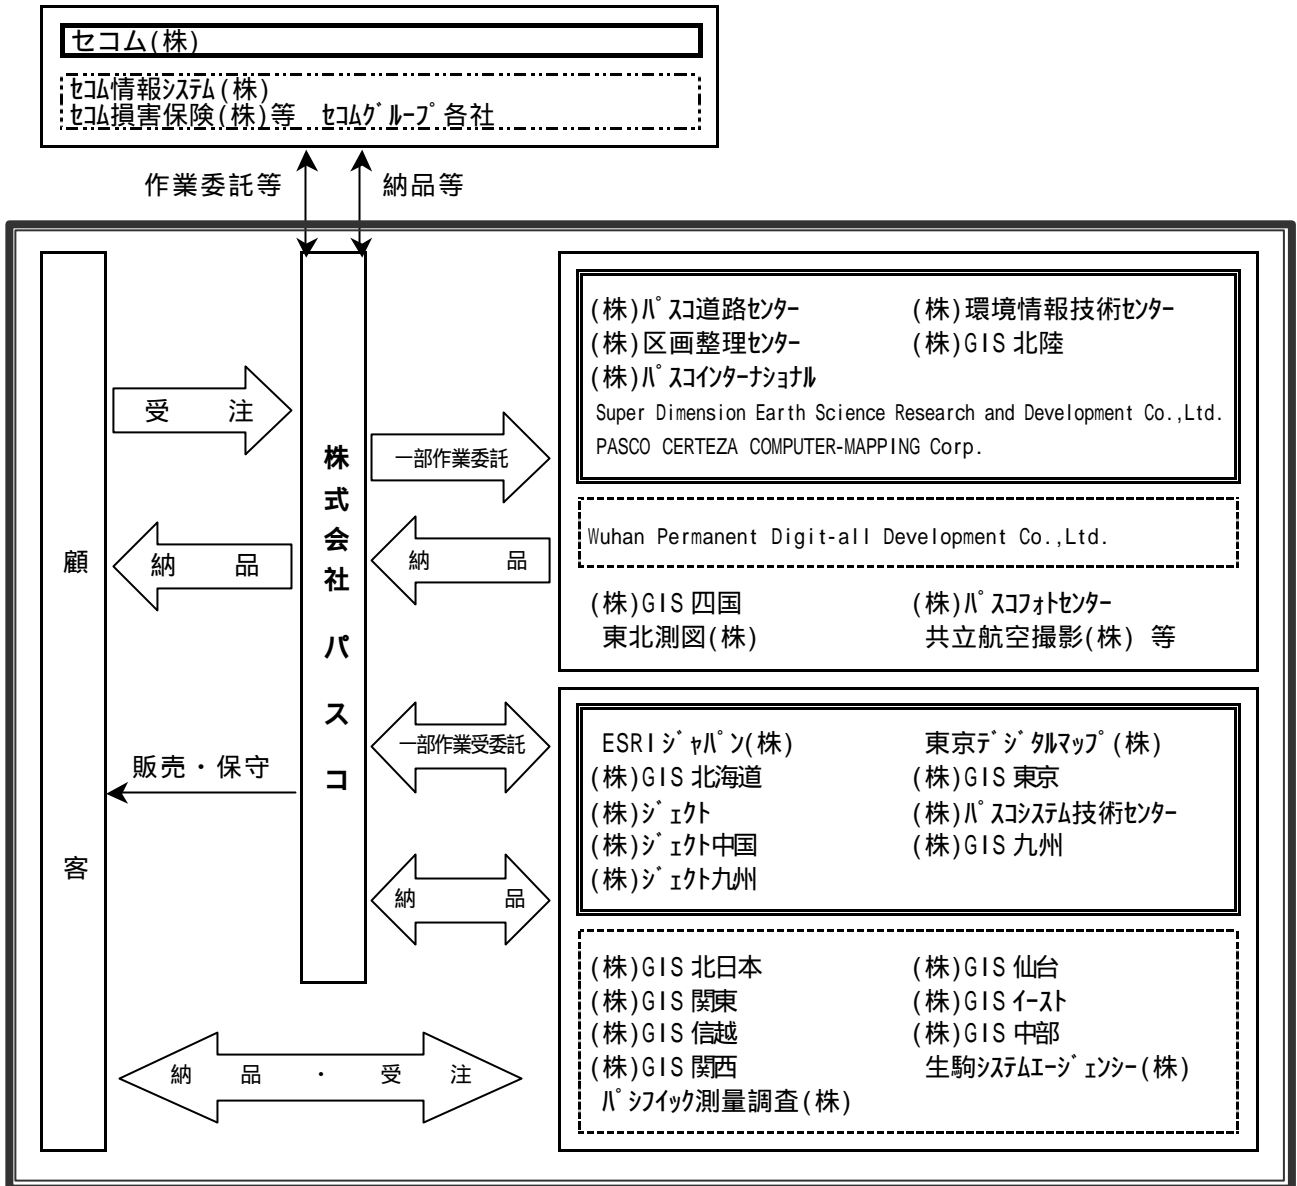 セコム(株)
ｾｺﾑ情報ｼｽﾃﾑ(株)
ｾｺﾑ損害保険(株)等　ｾｺﾑｸﾞﾙｰﾌﾟ各社
作業委託等
納品等
顧客
株式会社パスコ
受注
納品
販売・保守
一部作業委託
納品
一部作業受委託
納品
納品・受注
(株)ﾊﾟｽｺ道路ｾﾝﾀｰ　(株)環境情報技術ｾﾝﾀｰ
(株)区画整理ｾﾝﾀｰ　(株)GIS北陸
(株)ﾊﾟｽｺｲﾝﾀｰﾅｼｮﾅﾙ
Super Dimension Earth Science Research and Development Co.,Ltd.
PASCO CERTEZA COMPUTER-MAPPING Corp.
Wuhan Permanent Digit-all Development Co.,Ltd.
(株)GIS四国　(株)ﾊﾟｽｺﾌｫﾄｾﾝﾀｰ
東北測図(株)　共立航空撮影(株) 等
ESRIｼﾞｬﾊﾟﾝ(株)　東京ﾃﾞｼﾞﾀﾙﾏｯﾌﾟ(株)
(株)GIS北海道　(株)GIS東京
(株)ｼﾞｪｸﾄ　(株)ﾊﾟｽｺｼｽﾃﾑ技術ｾﾝﾀｰ
(株)ｼﾞｪｸﾄ中国　(株)GIS九州
(株)ｼﾞｪｸﾄ九州
(株)GIS北日本　(株)GIS仙台
(株)GIS関東　(株)GISｲｰｽﾄ
(株)GIS信越　(株)GIS中部
(株)GIS関西　生駒ｼｽﾃﾑｴｰｼﾞｪﾝｼｰ(株)
ﾊﾟｼﾌｲｯｸ測量調査(株)